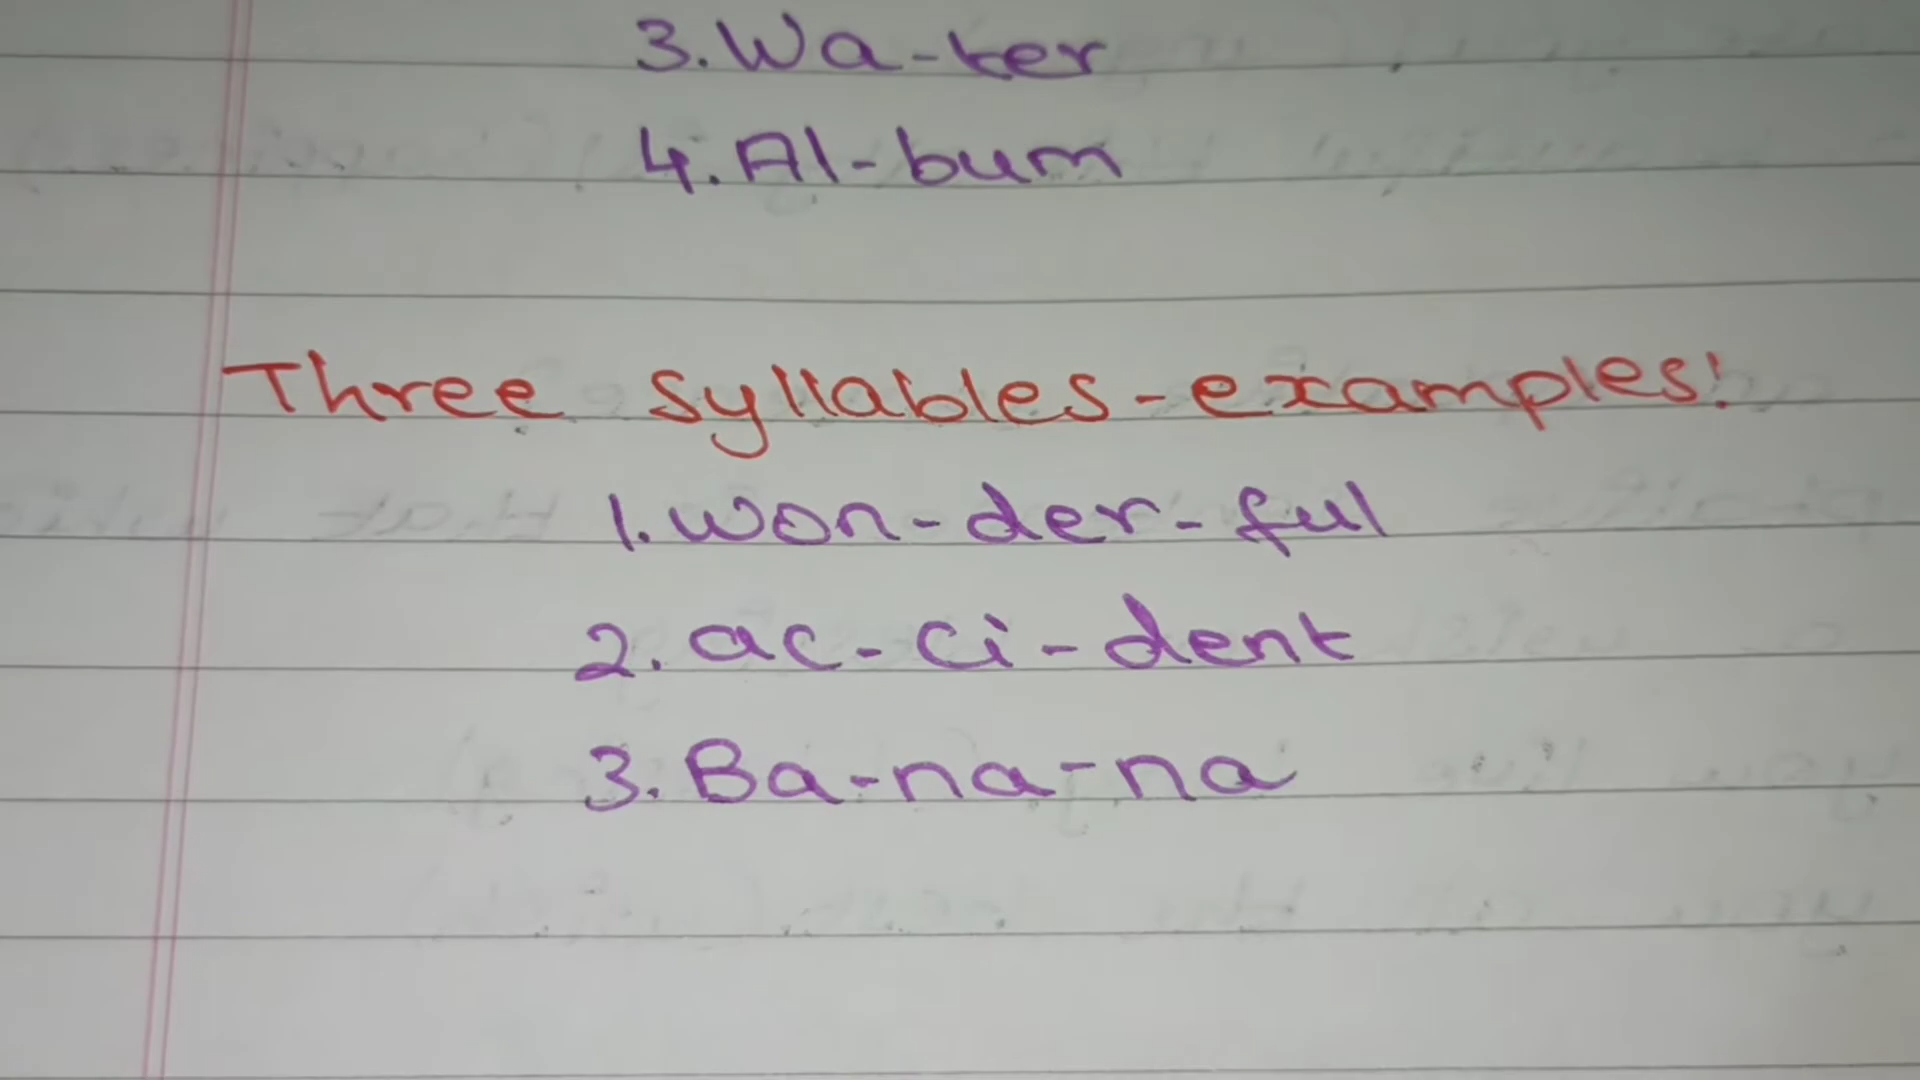 3. Wa-ter
4. Al-bum
Three syllables-examples!
1. Won-der-ful
2. ac-ci-dent
3. Ba-na-na